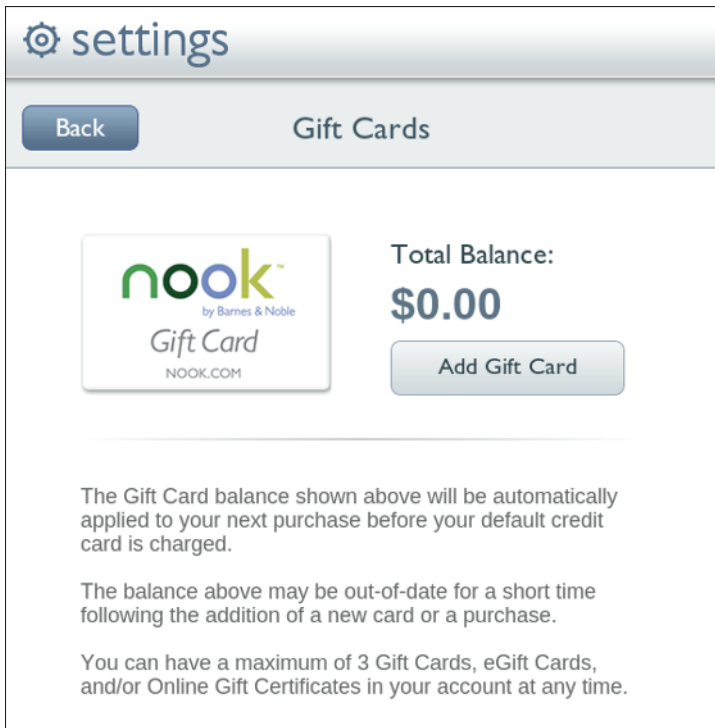 settings
Back
Gift Cards
nook™
by Barnes & Noble
Gift Card
NOOK.COM
Total Balance:
$0.00
Add Gift Card
The Gift Card balance shown above will be automatically
applied to your next purchase before your default credit
card is charged.
The balance above may be out-of-date for a short time
following the addition of a new card or a purchase.
You can have a maximum of 3 Gift Cards, eGift Cards,
and/or Online Gift Certificates in your account at any time.